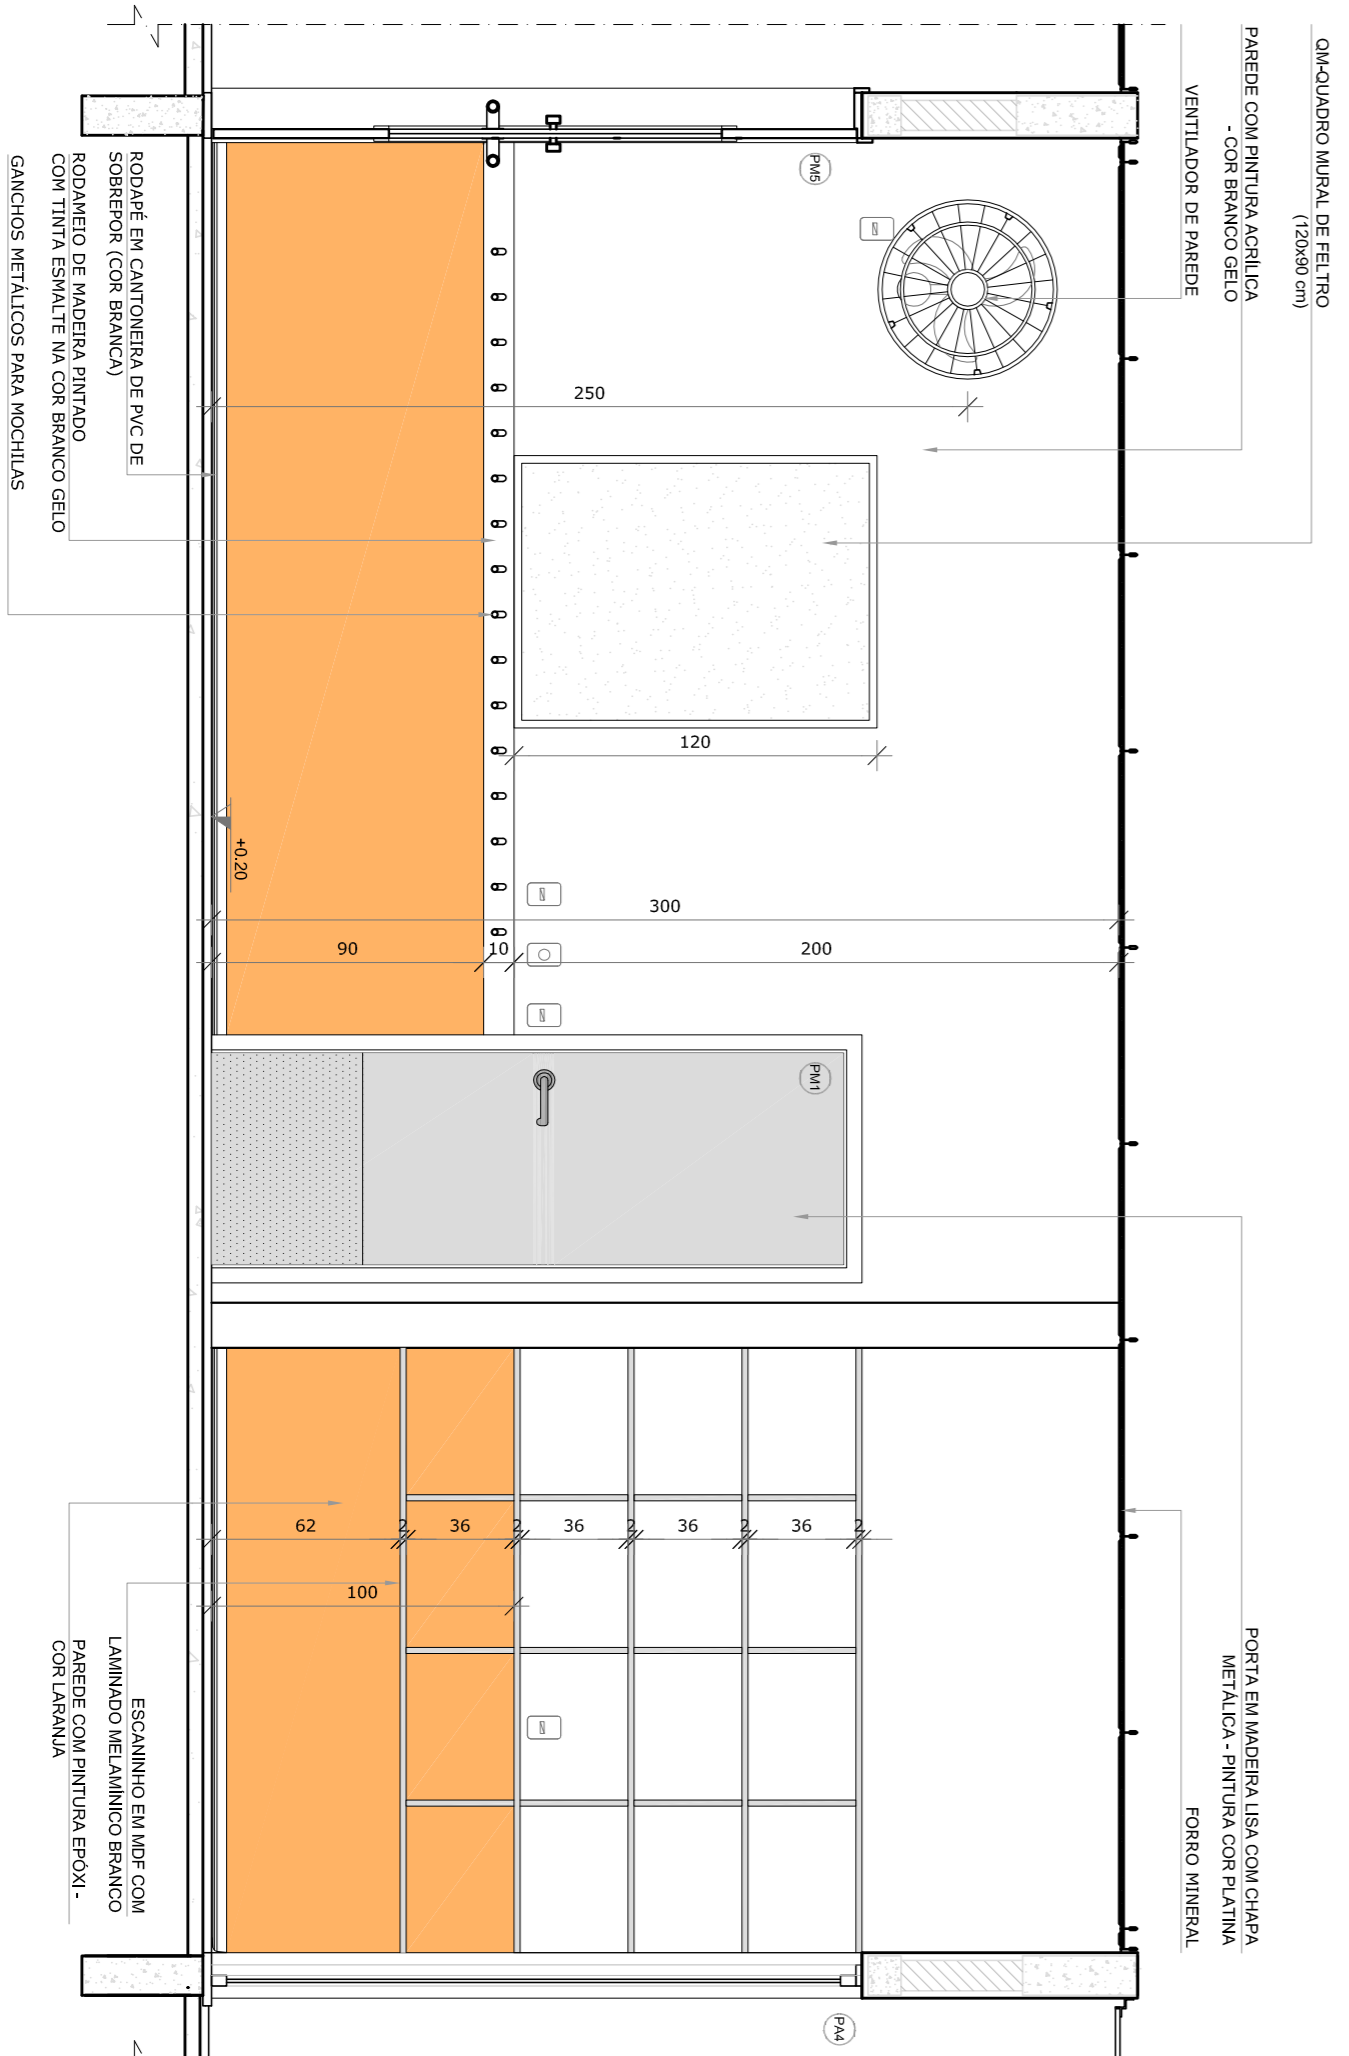 QM-QUADRO MURAL DE FELTRO
(120x90 cm)
PAREDE COM PINTURA ACRÍLICA
- COR BRANCO GELO
VENTILADOR DE PAREDE
PORTA EM MADEIRA LISA COM CHAPA
METÁLICA - PINTURA COR PLATINA
FORRO MINERAL
PM5
PM1
PA4
250
120
300
90
10
200
+0.20
62
2
36
2
36
2
36
2
36
2
100
RODAPÉ EM CANTONEIRA DE PVC DE
SOBREPOR (COR BRANCA)
RODAMEIO DE MADEIRA PINTADO
COM TINTA ESMALTE NA COR BRANCO GELO
GANCHOS METÁLICOS PARA MOCHILAS
ESCANINHO EM MDF COM
LAMINADO MELAMÍNICO BRANCO
PAREDE COM PINTURA EPÓXI -
COR LARANJA